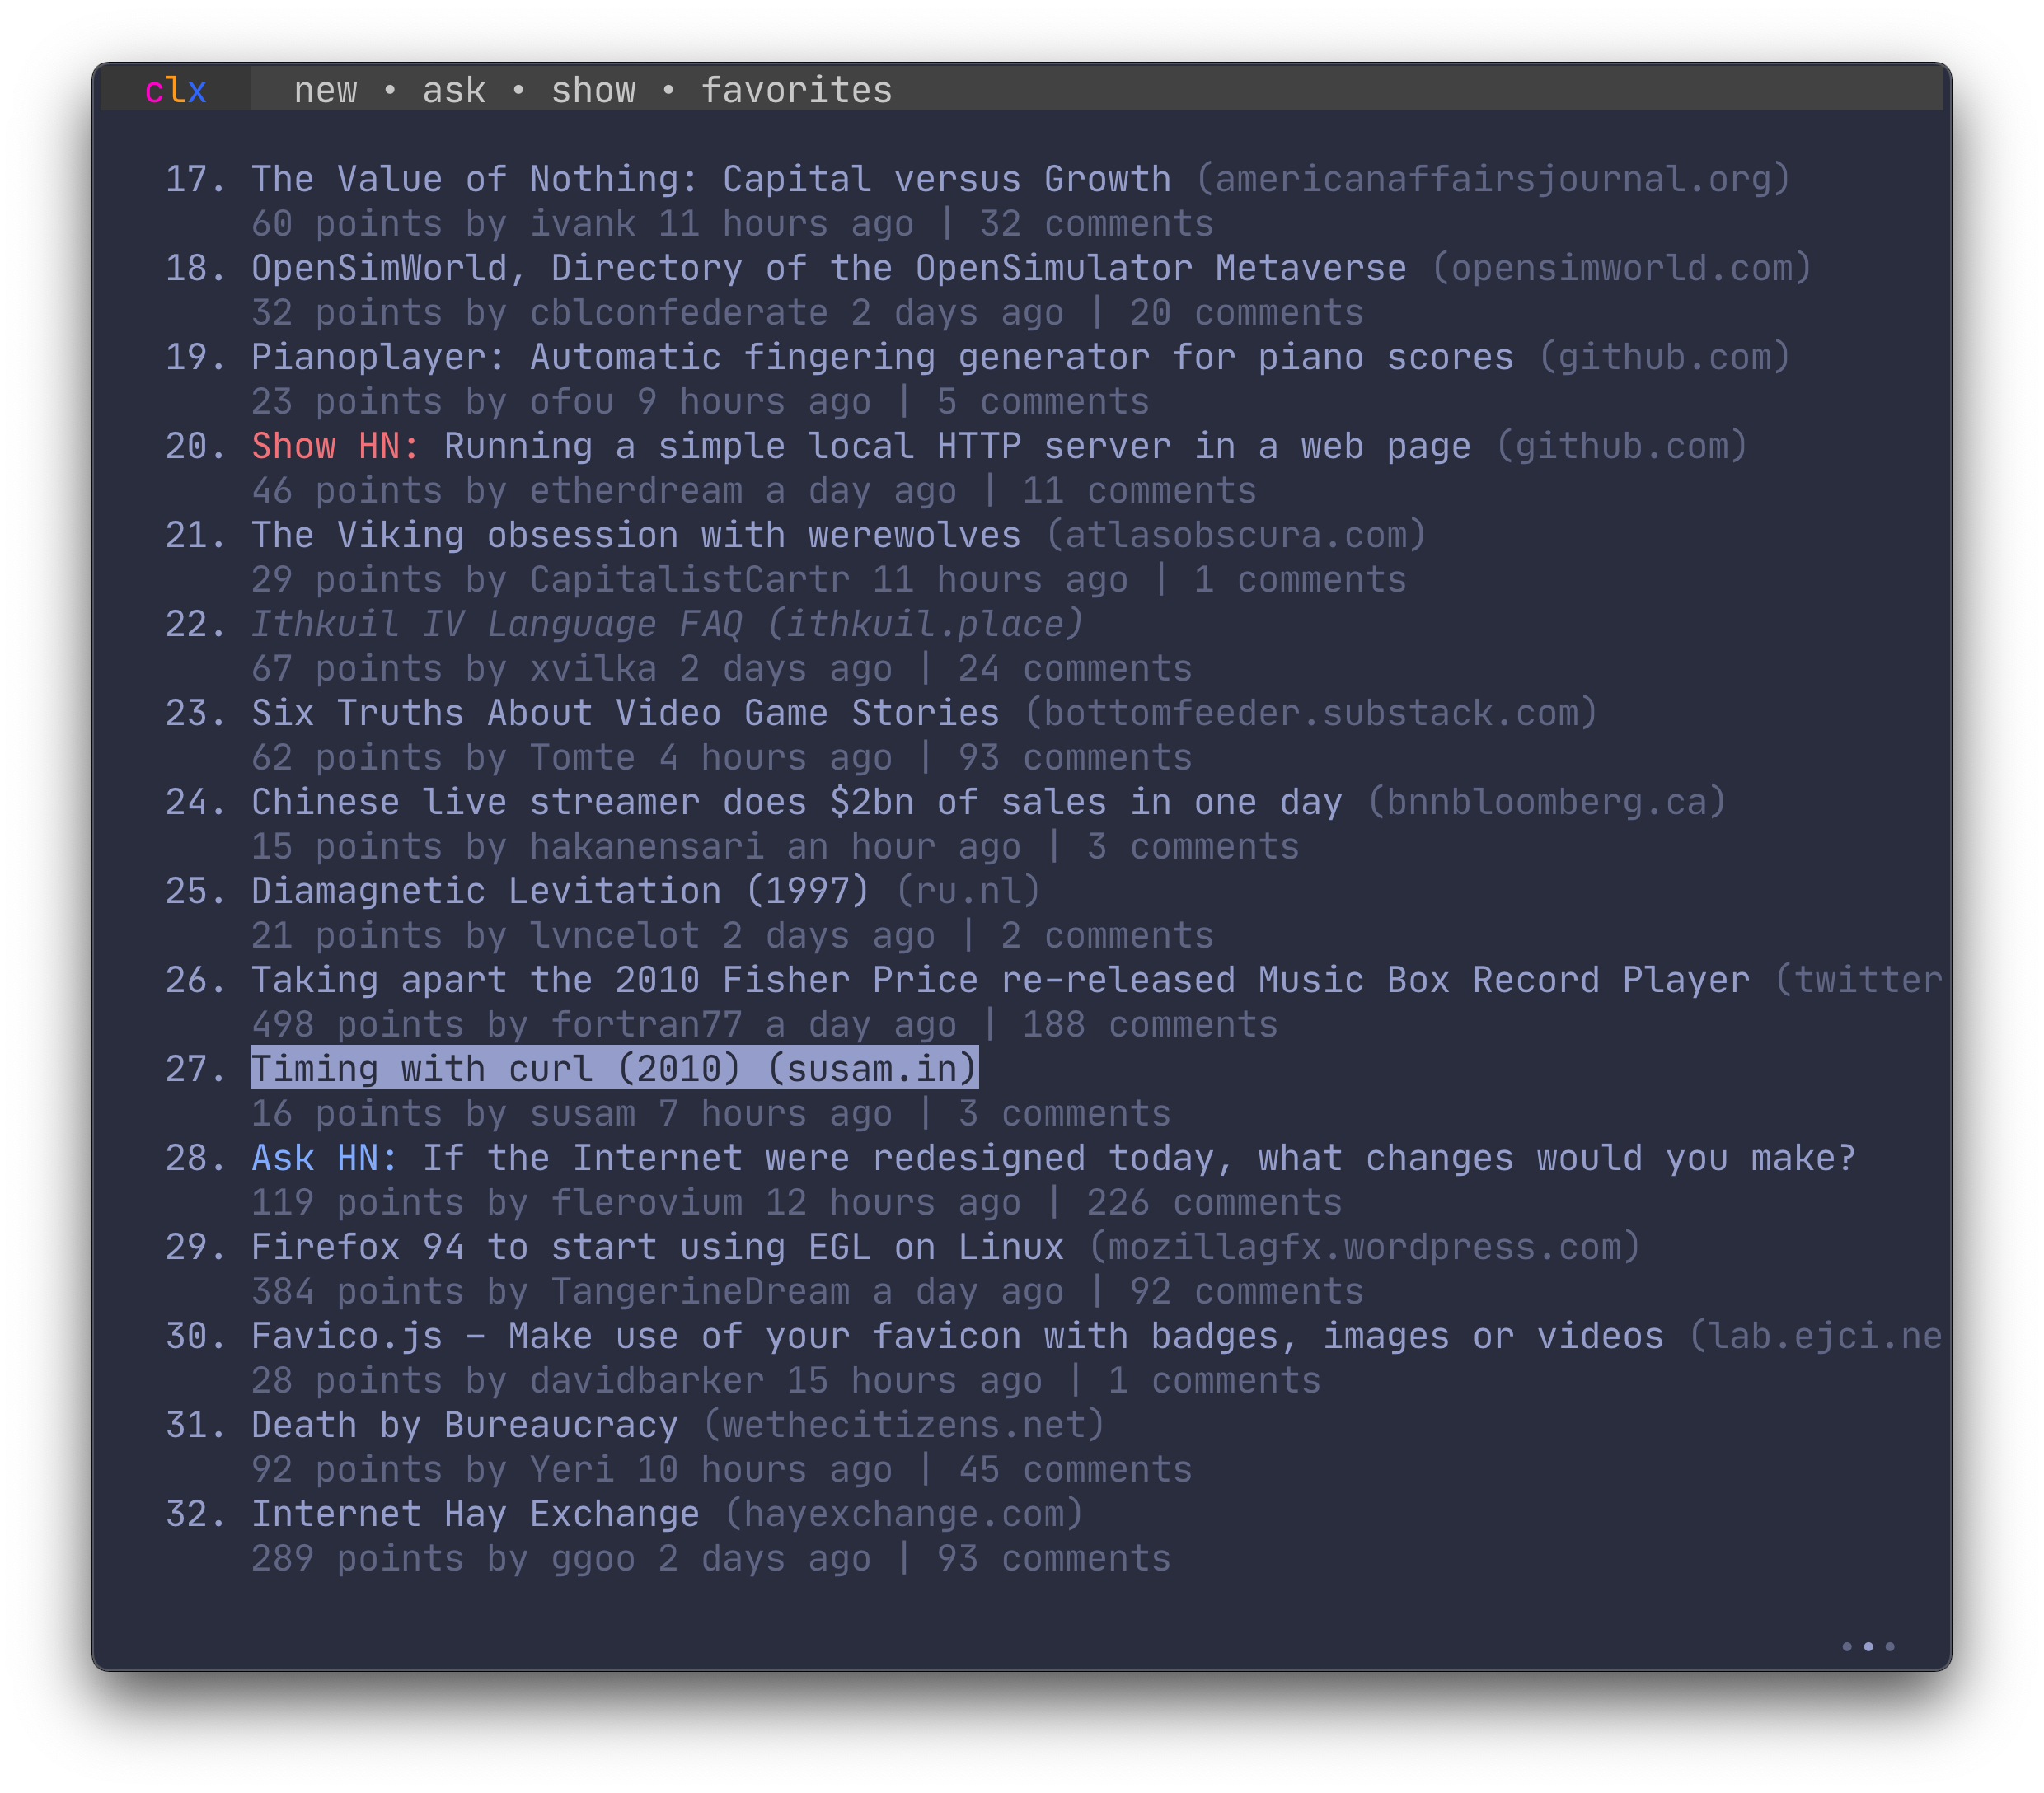 clx new • ask • show • favorites
17. The Value of Nothing: Capital versus Growth (americanaffairsjournal.org)
60 points by ivank 11 hours ago | 32 comments
18. OpenSimWorld, Directory of the OpenSimulator Metaverse (opensimworld.com)
32 points by cblconfederate 2 days ago | 20 comments
19. Pianoplayer: Automatic fingering generator for piano scores (github.com)
23 points by ofou 9 hours ago | 5 comments
20. Show HN: Running a simple local HTTP server in a web page (github.com)
46 points by etherdream a day ago | 11 comments
21. The Viking obsession with werewolves (atlasobscura.com)
29 points by CapitalistCartr 11 hours ago | 1 comments
22. Ithkuil IV Language FAQ (ithkuil.place)
67 points by xvilka 2 days ago | 24 comments
23. Six Truths About Video Game Stories (bottomfeeder.substack.com)
62 points by Tomte 4 hours ago | 93 comments
24. Chinese live streamer does $2bn of sales in one day (bnnbloomberg.ca)
15 points by hakanensari an hour ago | 3 comments
25. Diamagnetic Levitation (1997) (ru.nl)
21 points by lvncelot 2 days ago | 2 comments
26. Taking apart the 2010 Fisher Price re-released Music Box Record Player (twitter
498 points by fortran77 a day ago | 188 comments
27. Timing with curl (2010) (susam.in)
16 points by susam 7 hours ago | 3 comments
28. Ask HN: If the Internet were redesigned today, what changes would you make?
119 points by flerovium 12 hours ago | 226 comments
29. Firefox 94 to start using EGL on Linux (mozillagfx.wordpress.com)
384 points by TangerineDream a day ago | 92 comments
30. Favico.js – Make use of your favicon with badges, images or videos (lab.ejci.ne
28 points by davidbarker 15 hours ago | 1 comments
31. Death by Bureaucracy (wethecitizens.net)
92 points by Yeri 10 hours ago | 45 comments
32. Internet Hay Exchange (hayexchange.com)
289 points by ggoo 2 days ago | 93 comments